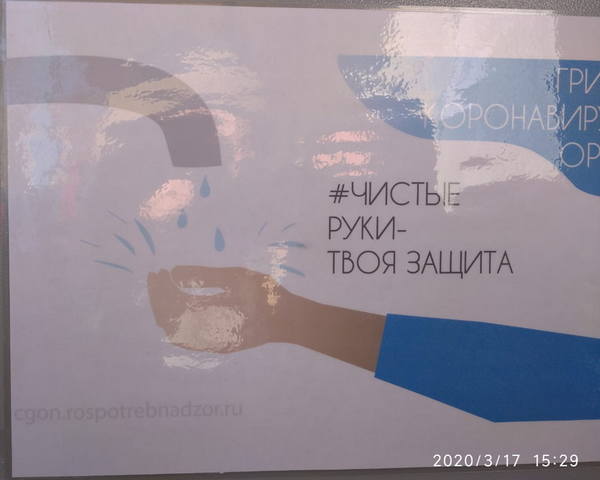 #ЧИСТЫЕ
РУКИ-
ТВОЯ ЗАЩИТА
cgon.rospotrebnadzor.ru
2020/3/17 15:29